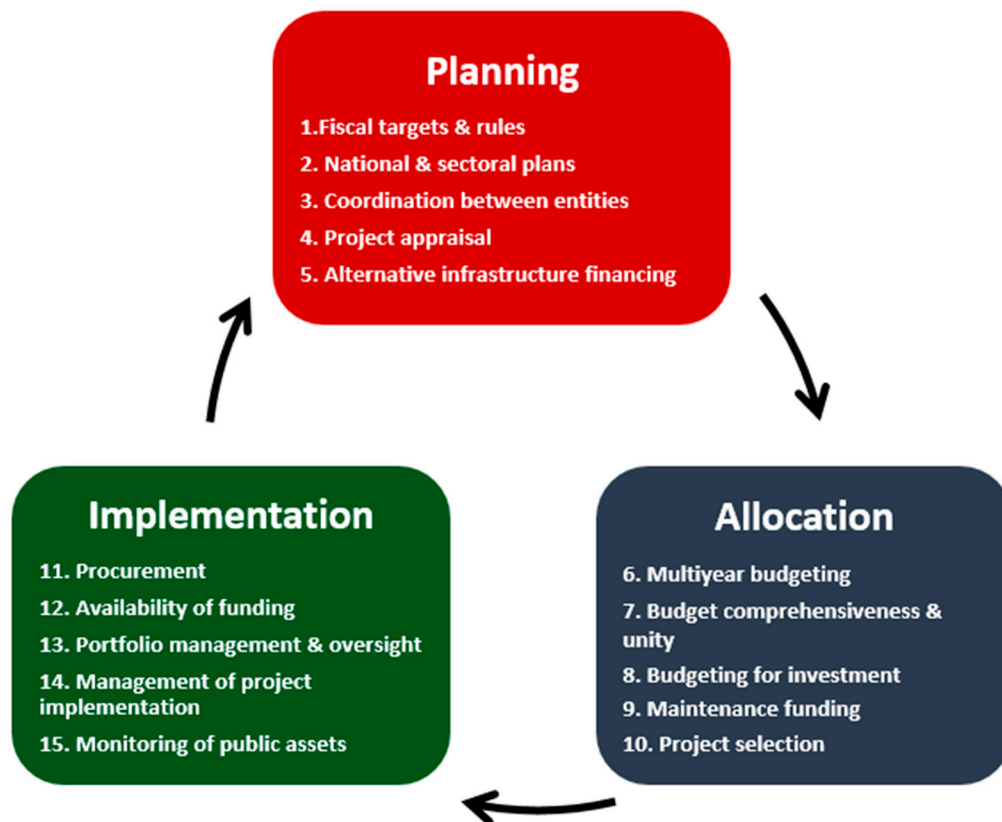 Planning
1.Fiscal targets & rules
2. National & sectoral plans
3. Coordination between entities
4. Project appraisal
5. Alternative infrastructure financing
Implementation
11. Procurement
12. Availability of funding
13. Portfolio management & oversight
14. Management of project
implementation
15. Monitoring of public assets
Allocation
6. Multiyear budgeting
7. Budget comprehensiveness &
unity
8. Budgeting for investment
9. Maintenance funding
10. Project selection